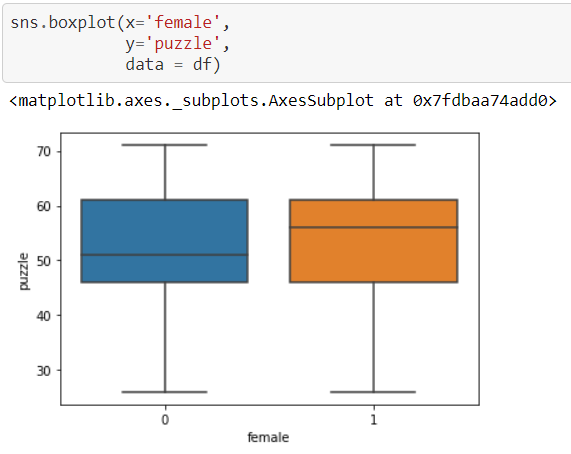 sns.boxplot(x='female',
y='puzzle',
data = df)
<matplotlib.axes._subplots.AxesSubplot at 0x7fdbaa74add0>
70
60
50
40
30
puzzle
0
1
female